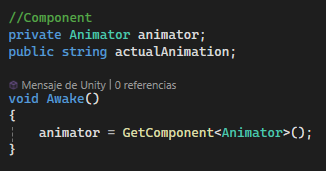 //Component
private Animator animator;
public string actualAnimation;
Mensaje de Unity | 0 referencias
void Awake()
{
animator = GetComponent<Animator>();
}